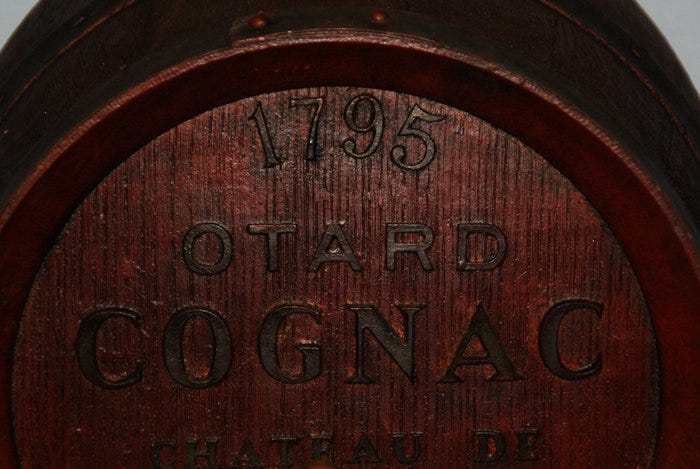 1795
OTARD
COGNAC
CHATEAU DE